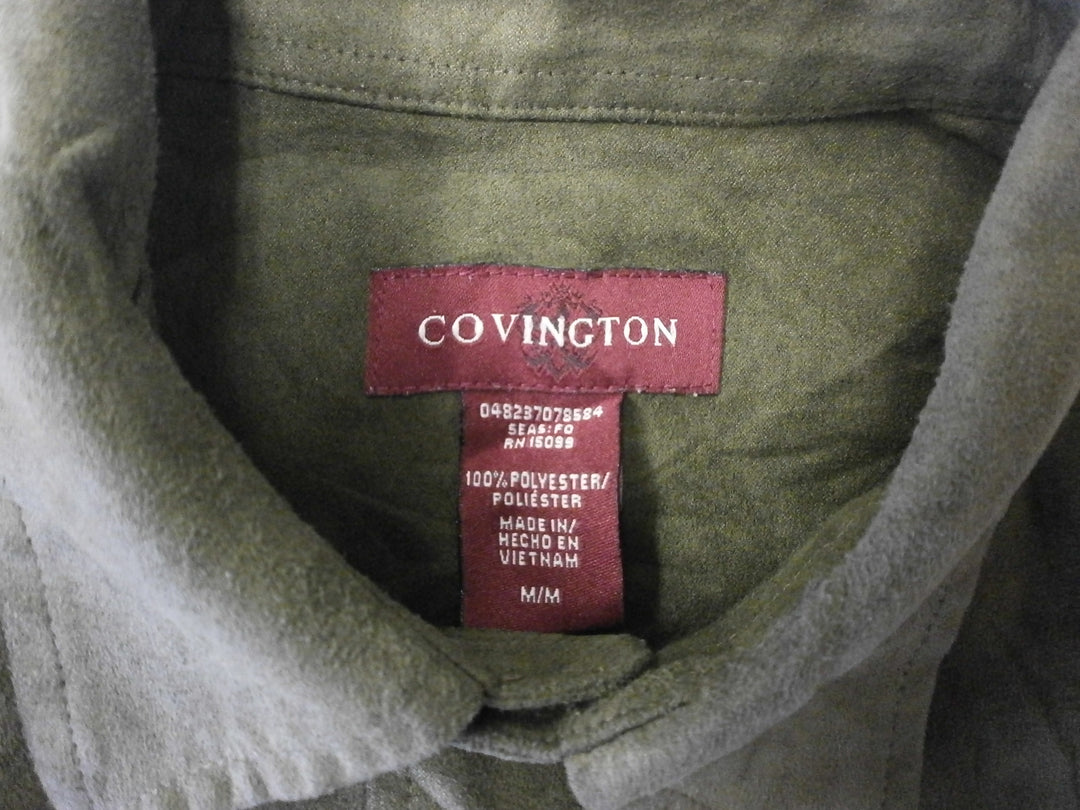 COVINGTON
048237078584
SEAS:FO
RN 15099
100% POLYESTER/
POLIÉSTER
MADE IN/
HECHO EN
VIETNAM
M/M